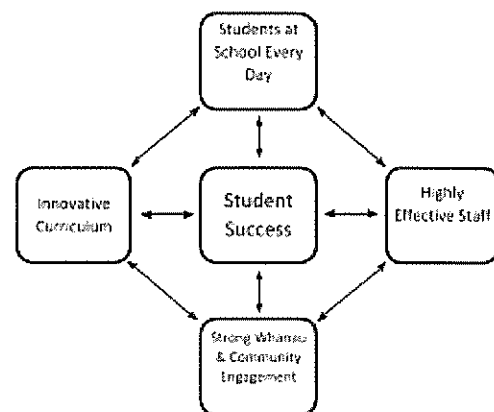 Students at
School Every
Day
Innovative
Curriculum
Student
Success
Highly
Effective Staff
Strong Whanau
& Community
Engagement